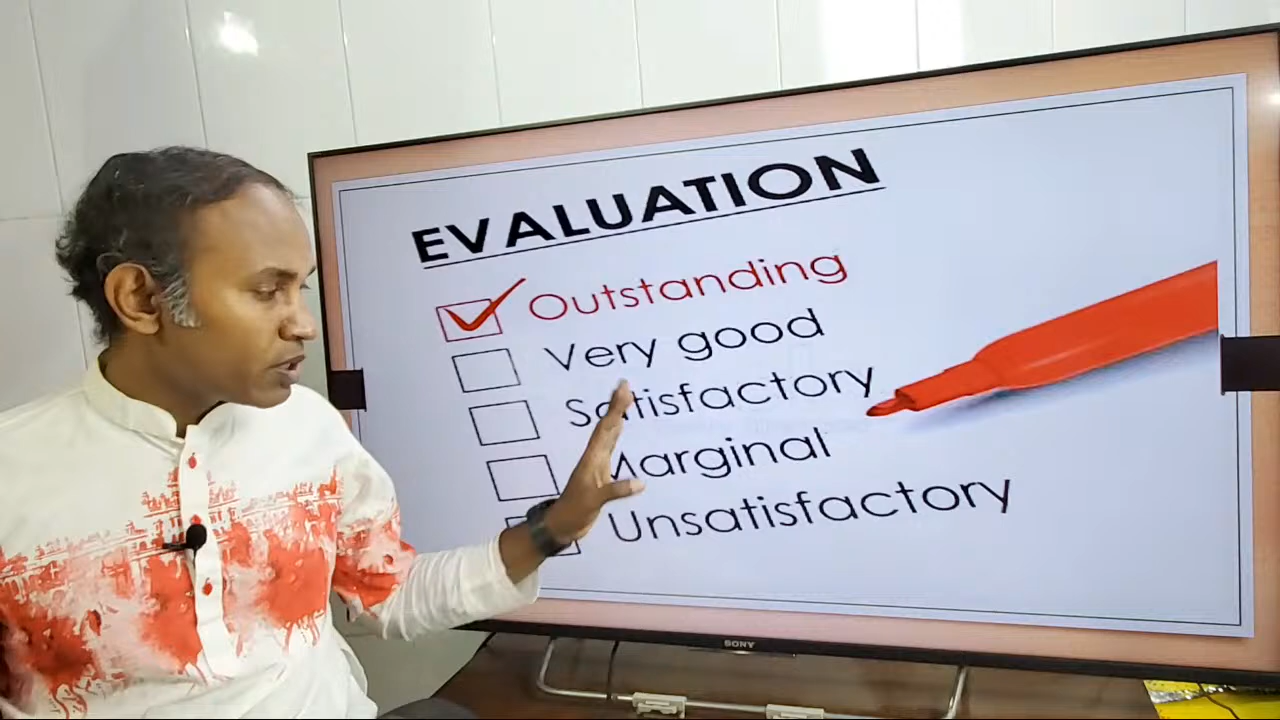 EVALUATION
Outstanding
Very good
Satisfactory
Marginal
Unsatisfactory
SONY